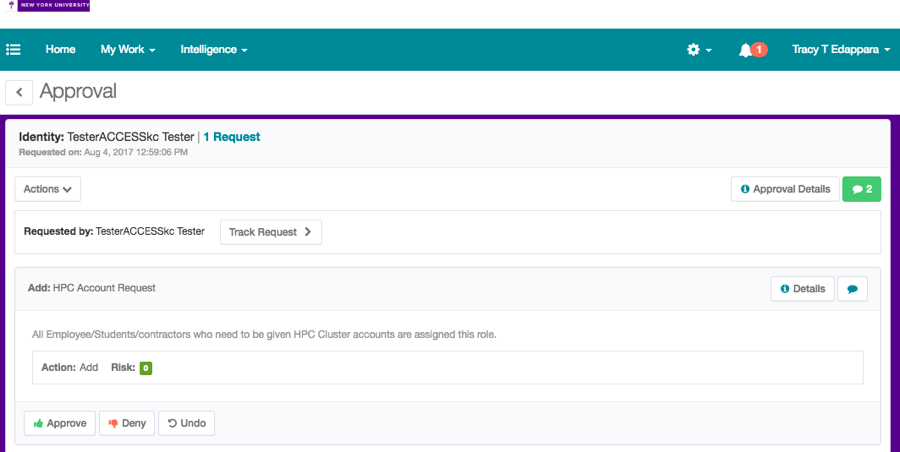 NEW YORK UNIVERSITY
Home My Work Intelligence 1 Tracy T Edappara
Approval
Identity: TesterACCESSkc Tester | 1 Request
Requested on: Aug 4, 2017 12:59:06 PM
Actions Approval Details 2
Requested by: TesterACCESSkc Tester Track Request
Add: HPC Account Request Details
All Employee/Students/contractors who need to be given HPC Cluster accounts are assigned this role.
Action: Add Risk: 0
Approve Deny Undo